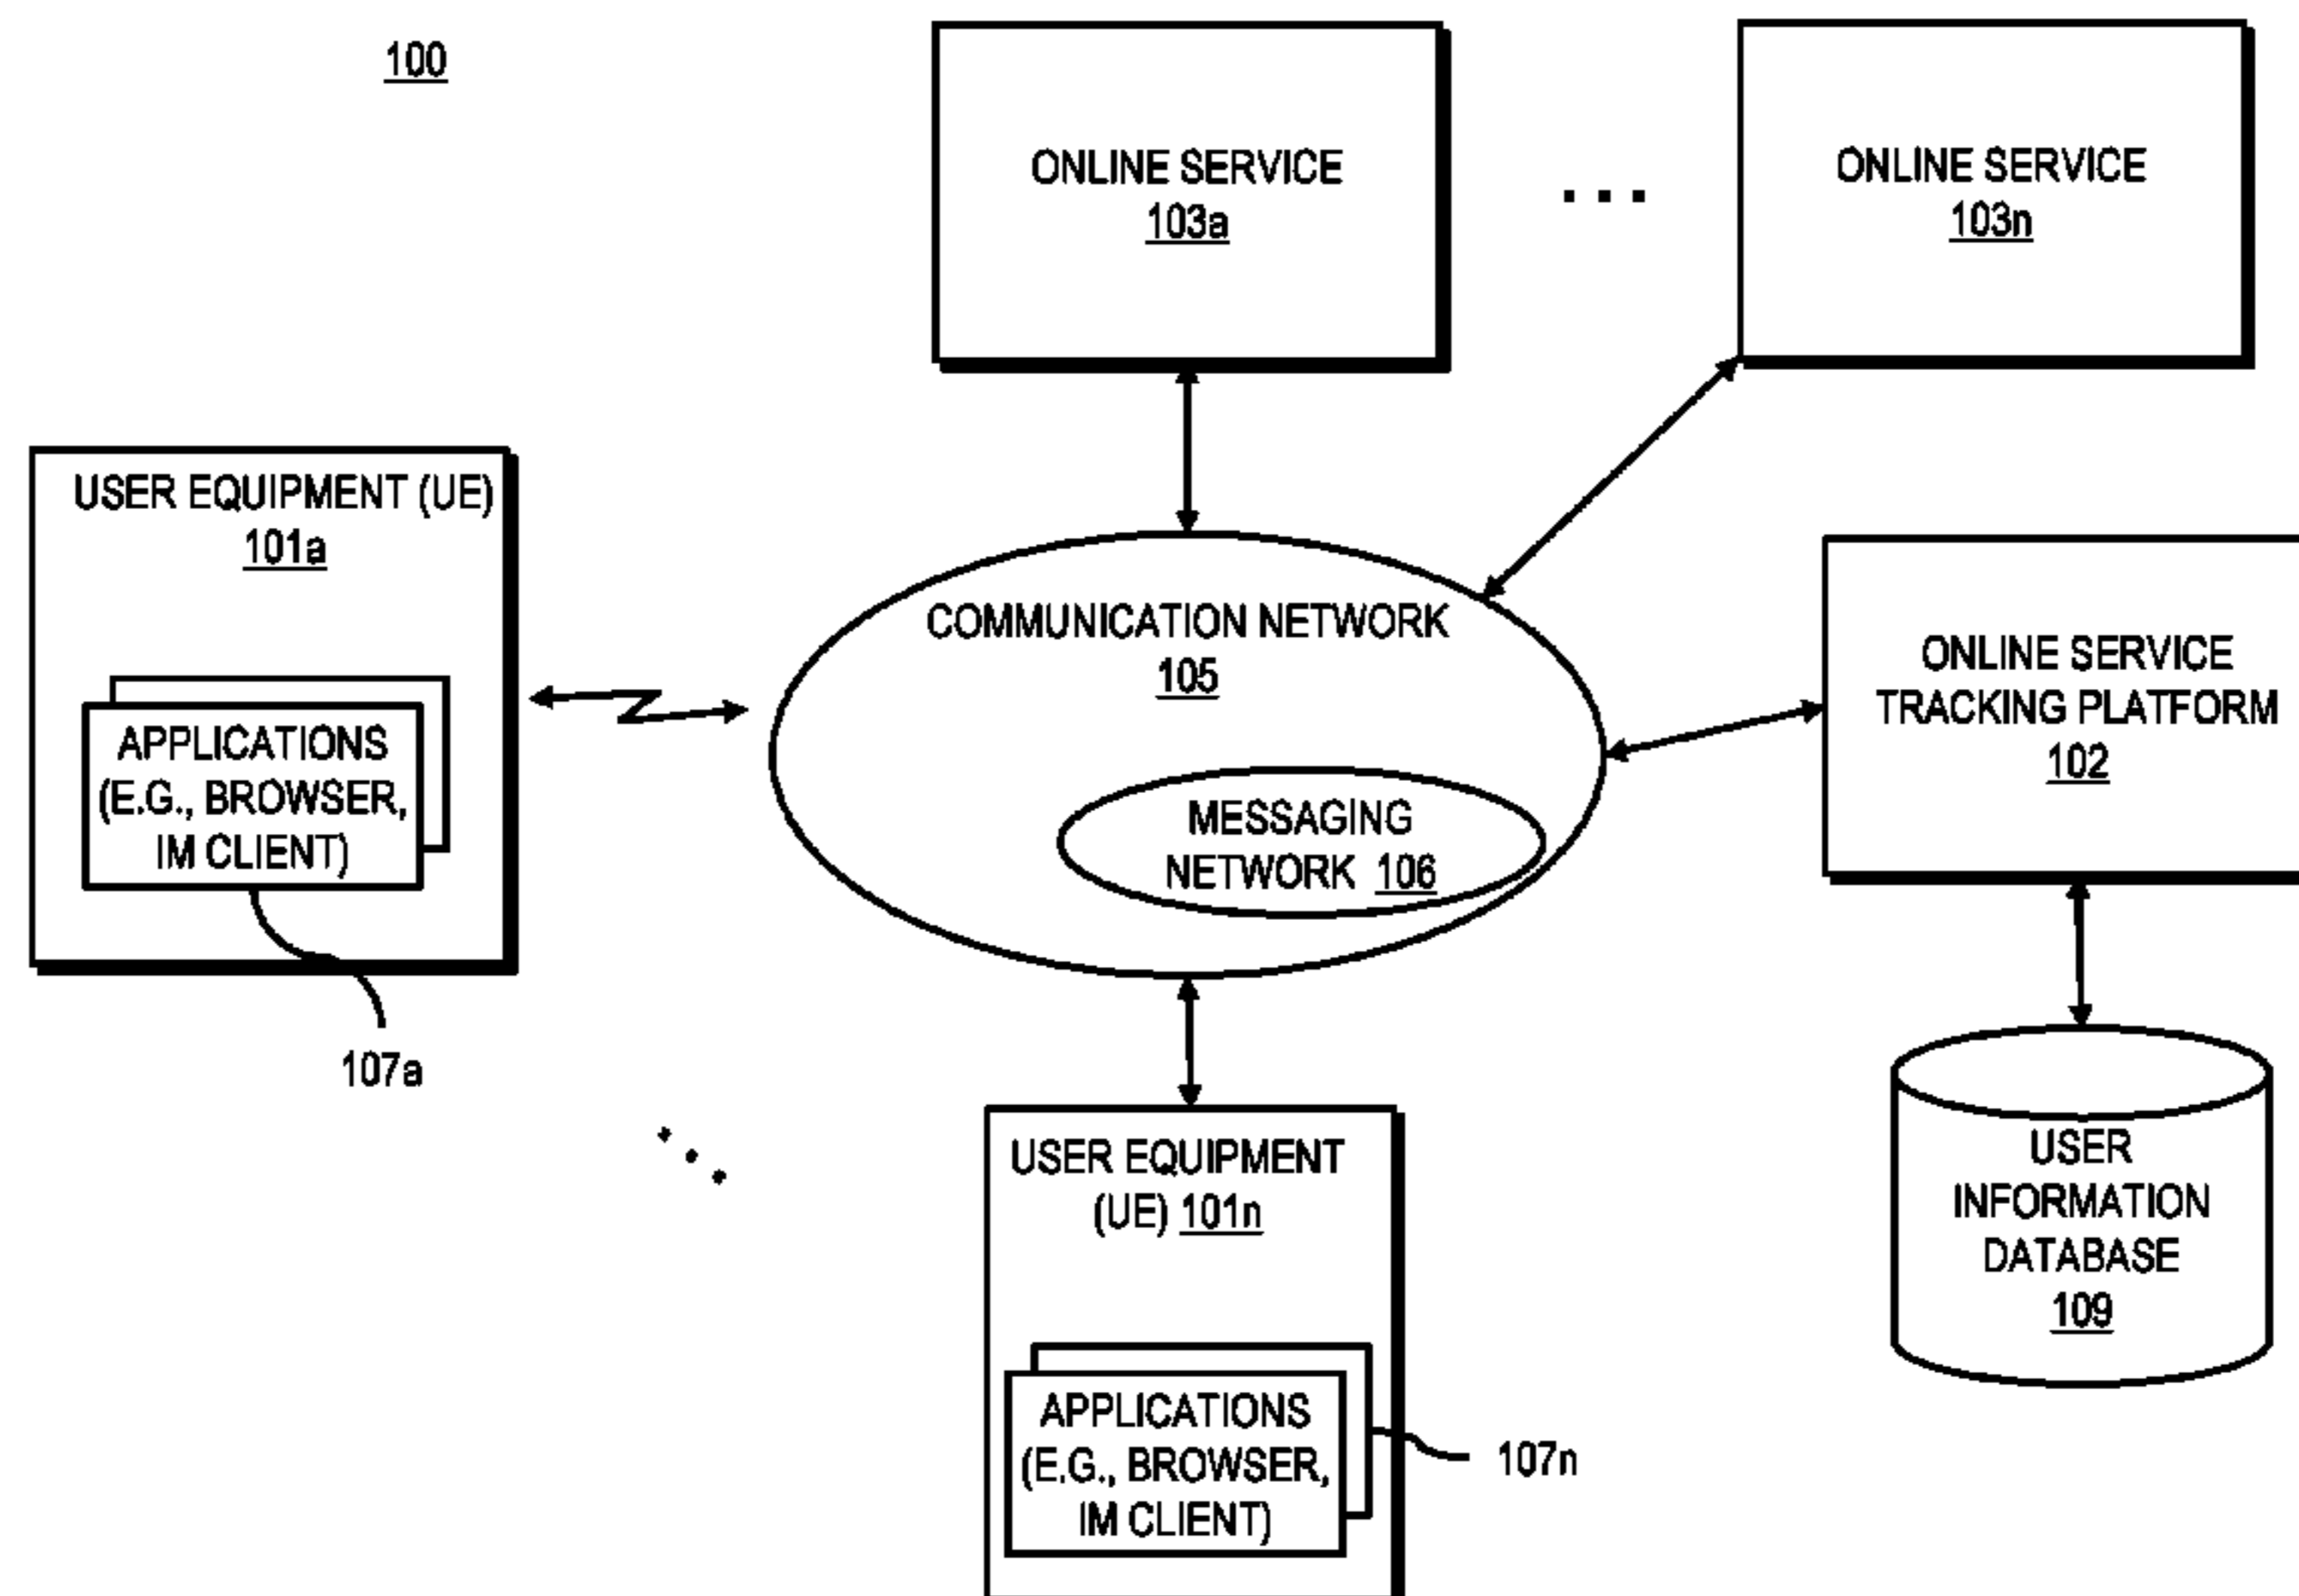 100
ONLINE SERVICE
103a
...
ONLINE SERVICE
103n
USER EQUIPMENT (UE)
101a
APPLICATIONS
(E.G., BROWSER,
IM CLIENT)
107a
COMMUNICATION NETWORK
105
MESSAGING
NETWORK 106
ONLINE SERVICE
TRACKING PLATFORM
102
...
USER EQUIPMENT
(UE) 101n
APPLICATIONS
(E.G., BROWSER,
IM CLIENT)
107n
USER
INFORMATION
DATABASE
109